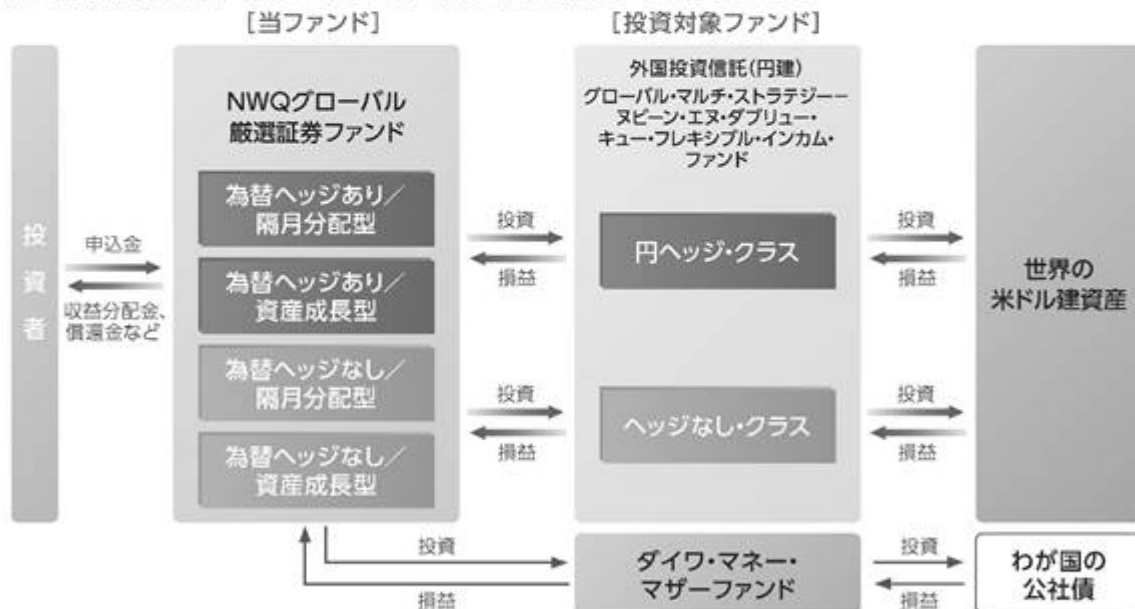 [当ファンド]
[投資対象ファンド]
投資者
申込金
収益分配金、
償還金など
NWQグローバル
厳選証券ファンド
為替ヘッジあり／
隔月分配型
為替ヘッジあり／
資産成長型
為替ヘッジなし／
隔月分配型
為替ヘッジなし／
資産成長型
投資
損益
投資
損益
外国投資信託(円建)
グローバル・マルチ・ストラテジー－
ヌビーン・エヌ・ダブリュー・
キュー・フレキシブル・インカム・
ファンド
円ヘッジ・クラス
ヘッジなし・クラス
投資
損益
投資
損益
世界の
米ドル建資産
投資
損益
ダイワ・マネー・
マザーファンド
投資
損益
わが国の
公社債